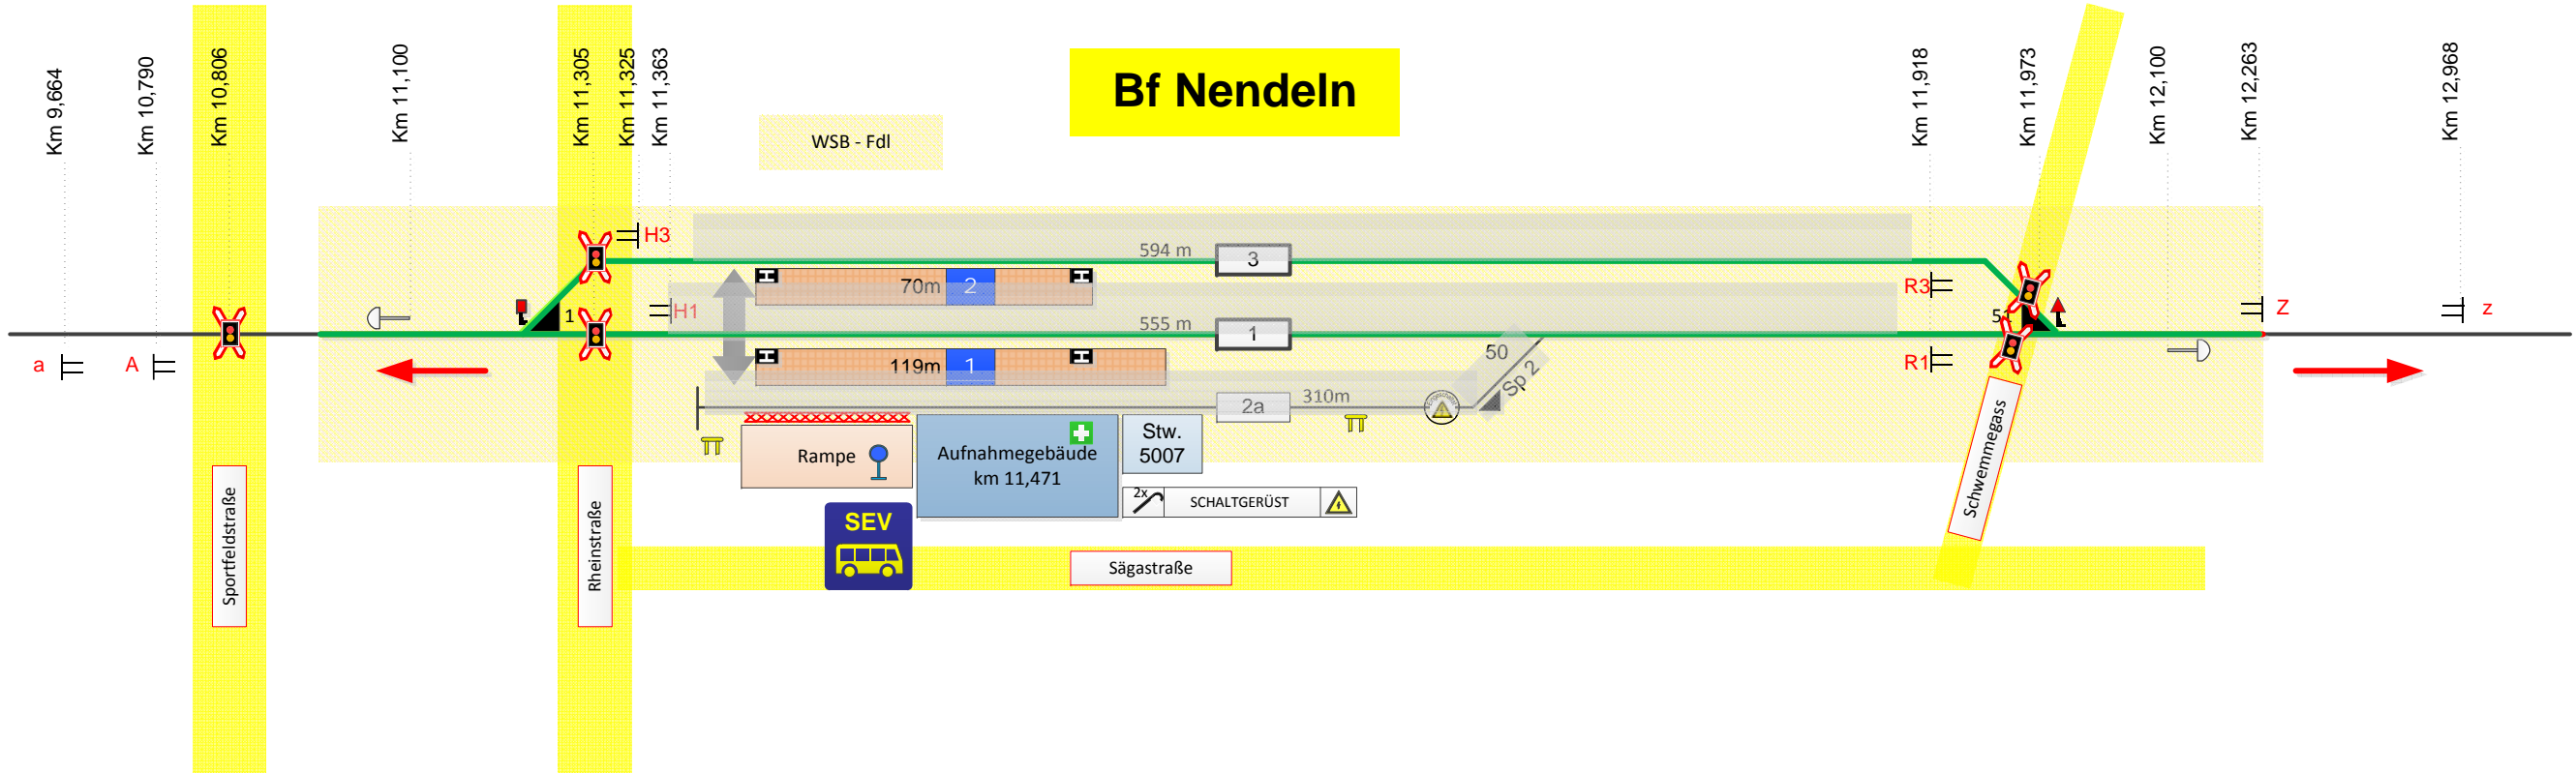 Km 9,664
Km 10,790
Km 10,806
Km 11,100
Km 11,305
Km 11,325
Km 11,363
Bf Nendeln
Km 11,918
Km 11,973
Km 12,100
Km 12,263
Km 12,968
WSB - Fdl
H3
594 m
3
70m
2
R3
H1
1
555 m
1
51
Z
z
a
A
119m
1
50
Sp 2
R1
2a
310m
Rampe
Aufnahmegebäude
km 11,471
Stw.
5007
2x
SCHALTGERÜST
SEV
Sägastraße
Sportfeldstraße
Rheinstraße
Schwemmegass